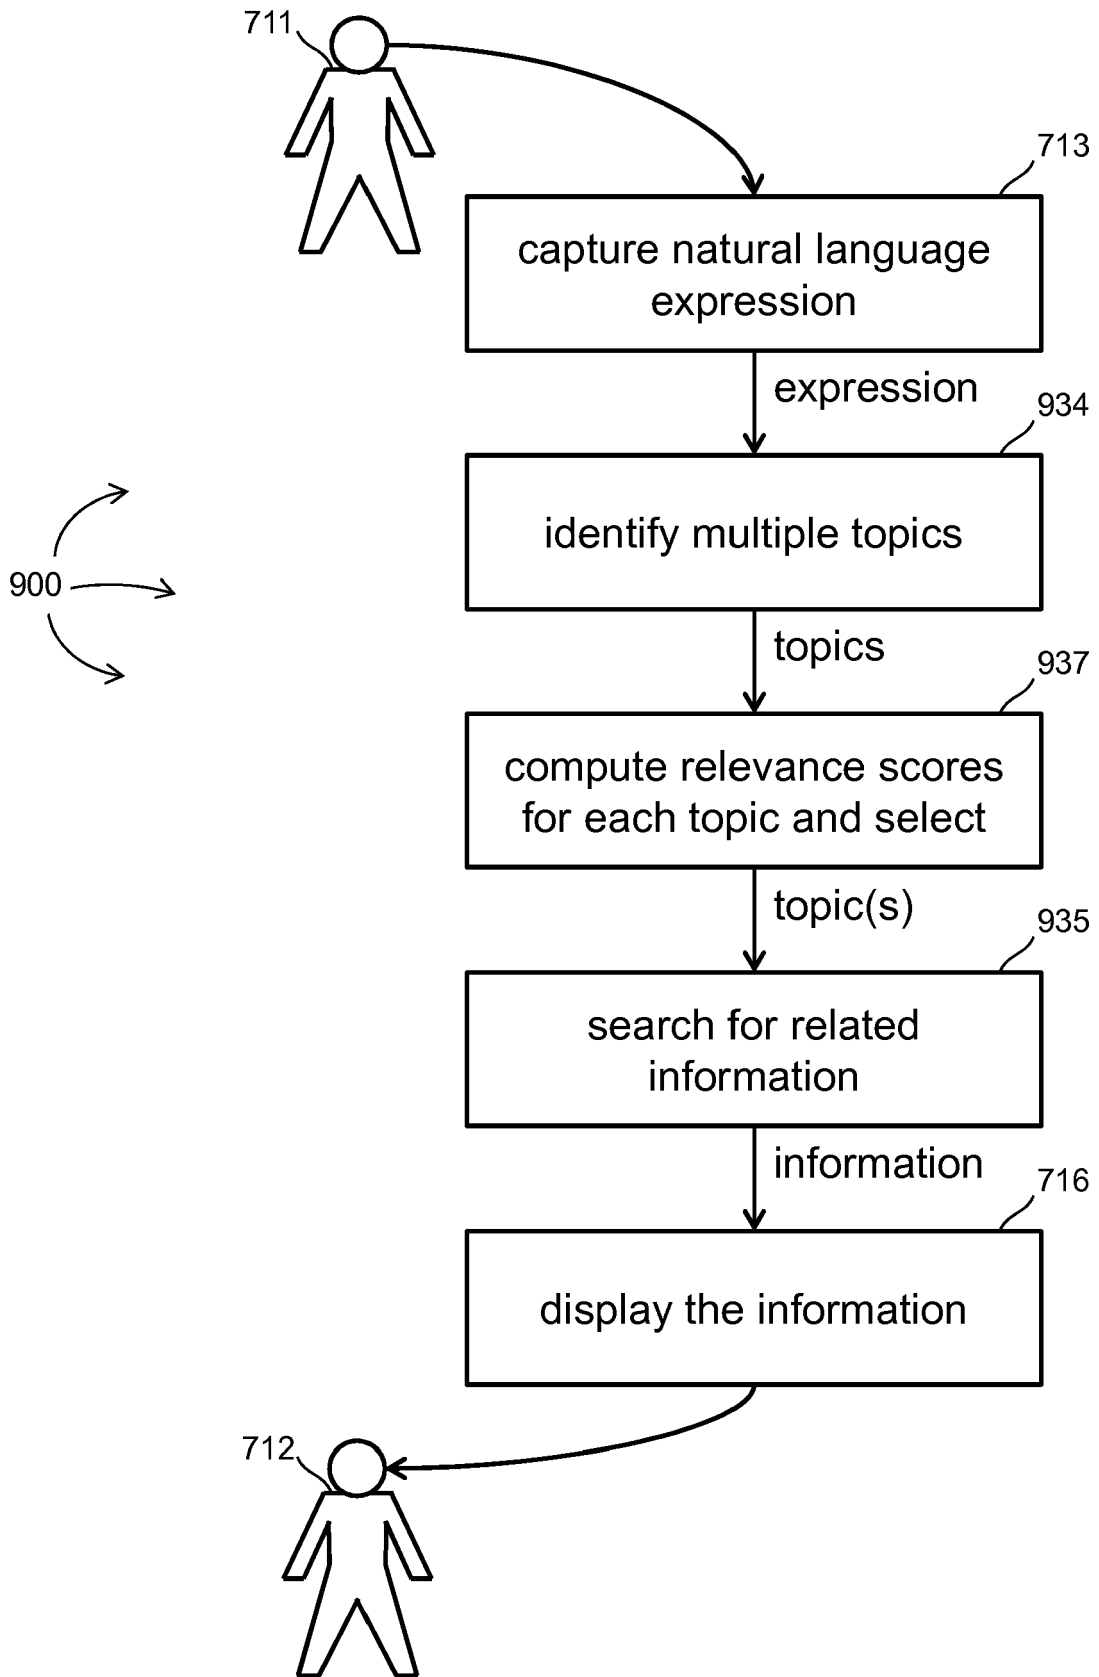 711
713
capture natural language
expression
expression
934
identify multiple topics
900
topics
937
compute relevance scores
for each topic and select
topic(s)
935
search for related
information
information
716
display the information
712